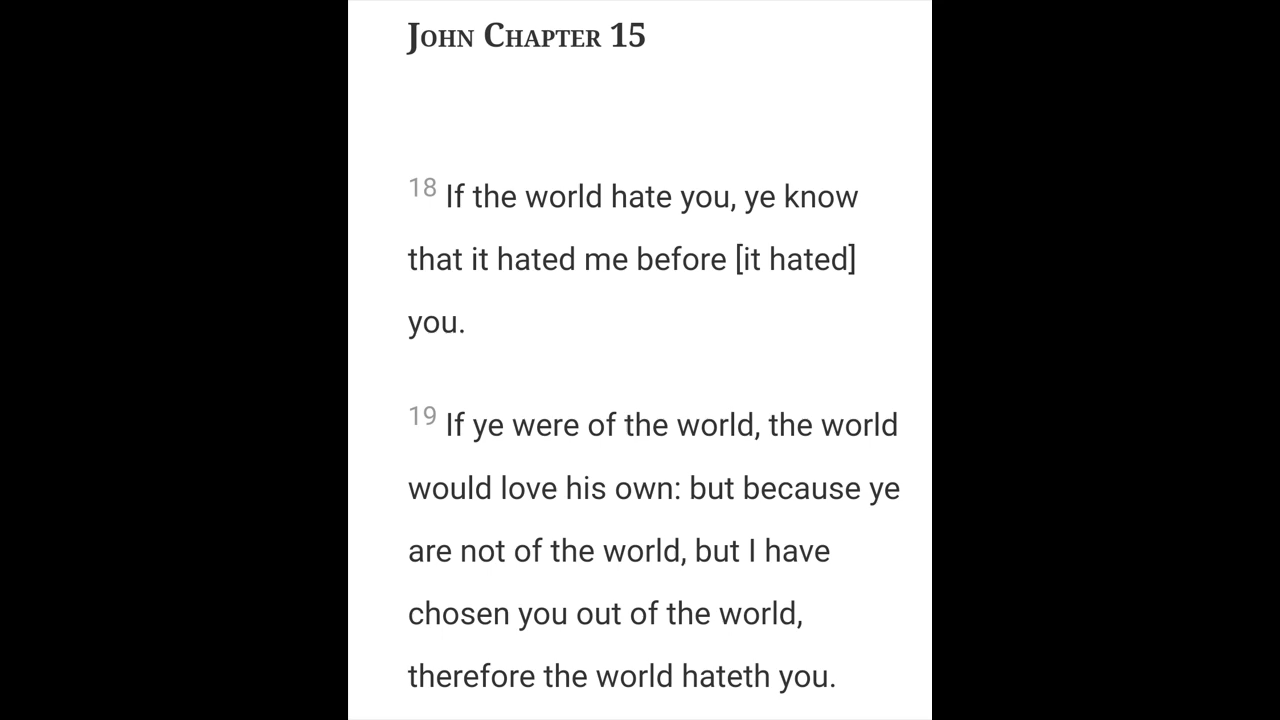 John Chapter 15
18 If the world hate you, ye know
that it hated me before [it hated]
you.
19 If ye were of the world, the world
would love his own: but because ye
are not of the world, but I have
chosen you out of the world,
therefore the world hateth you.